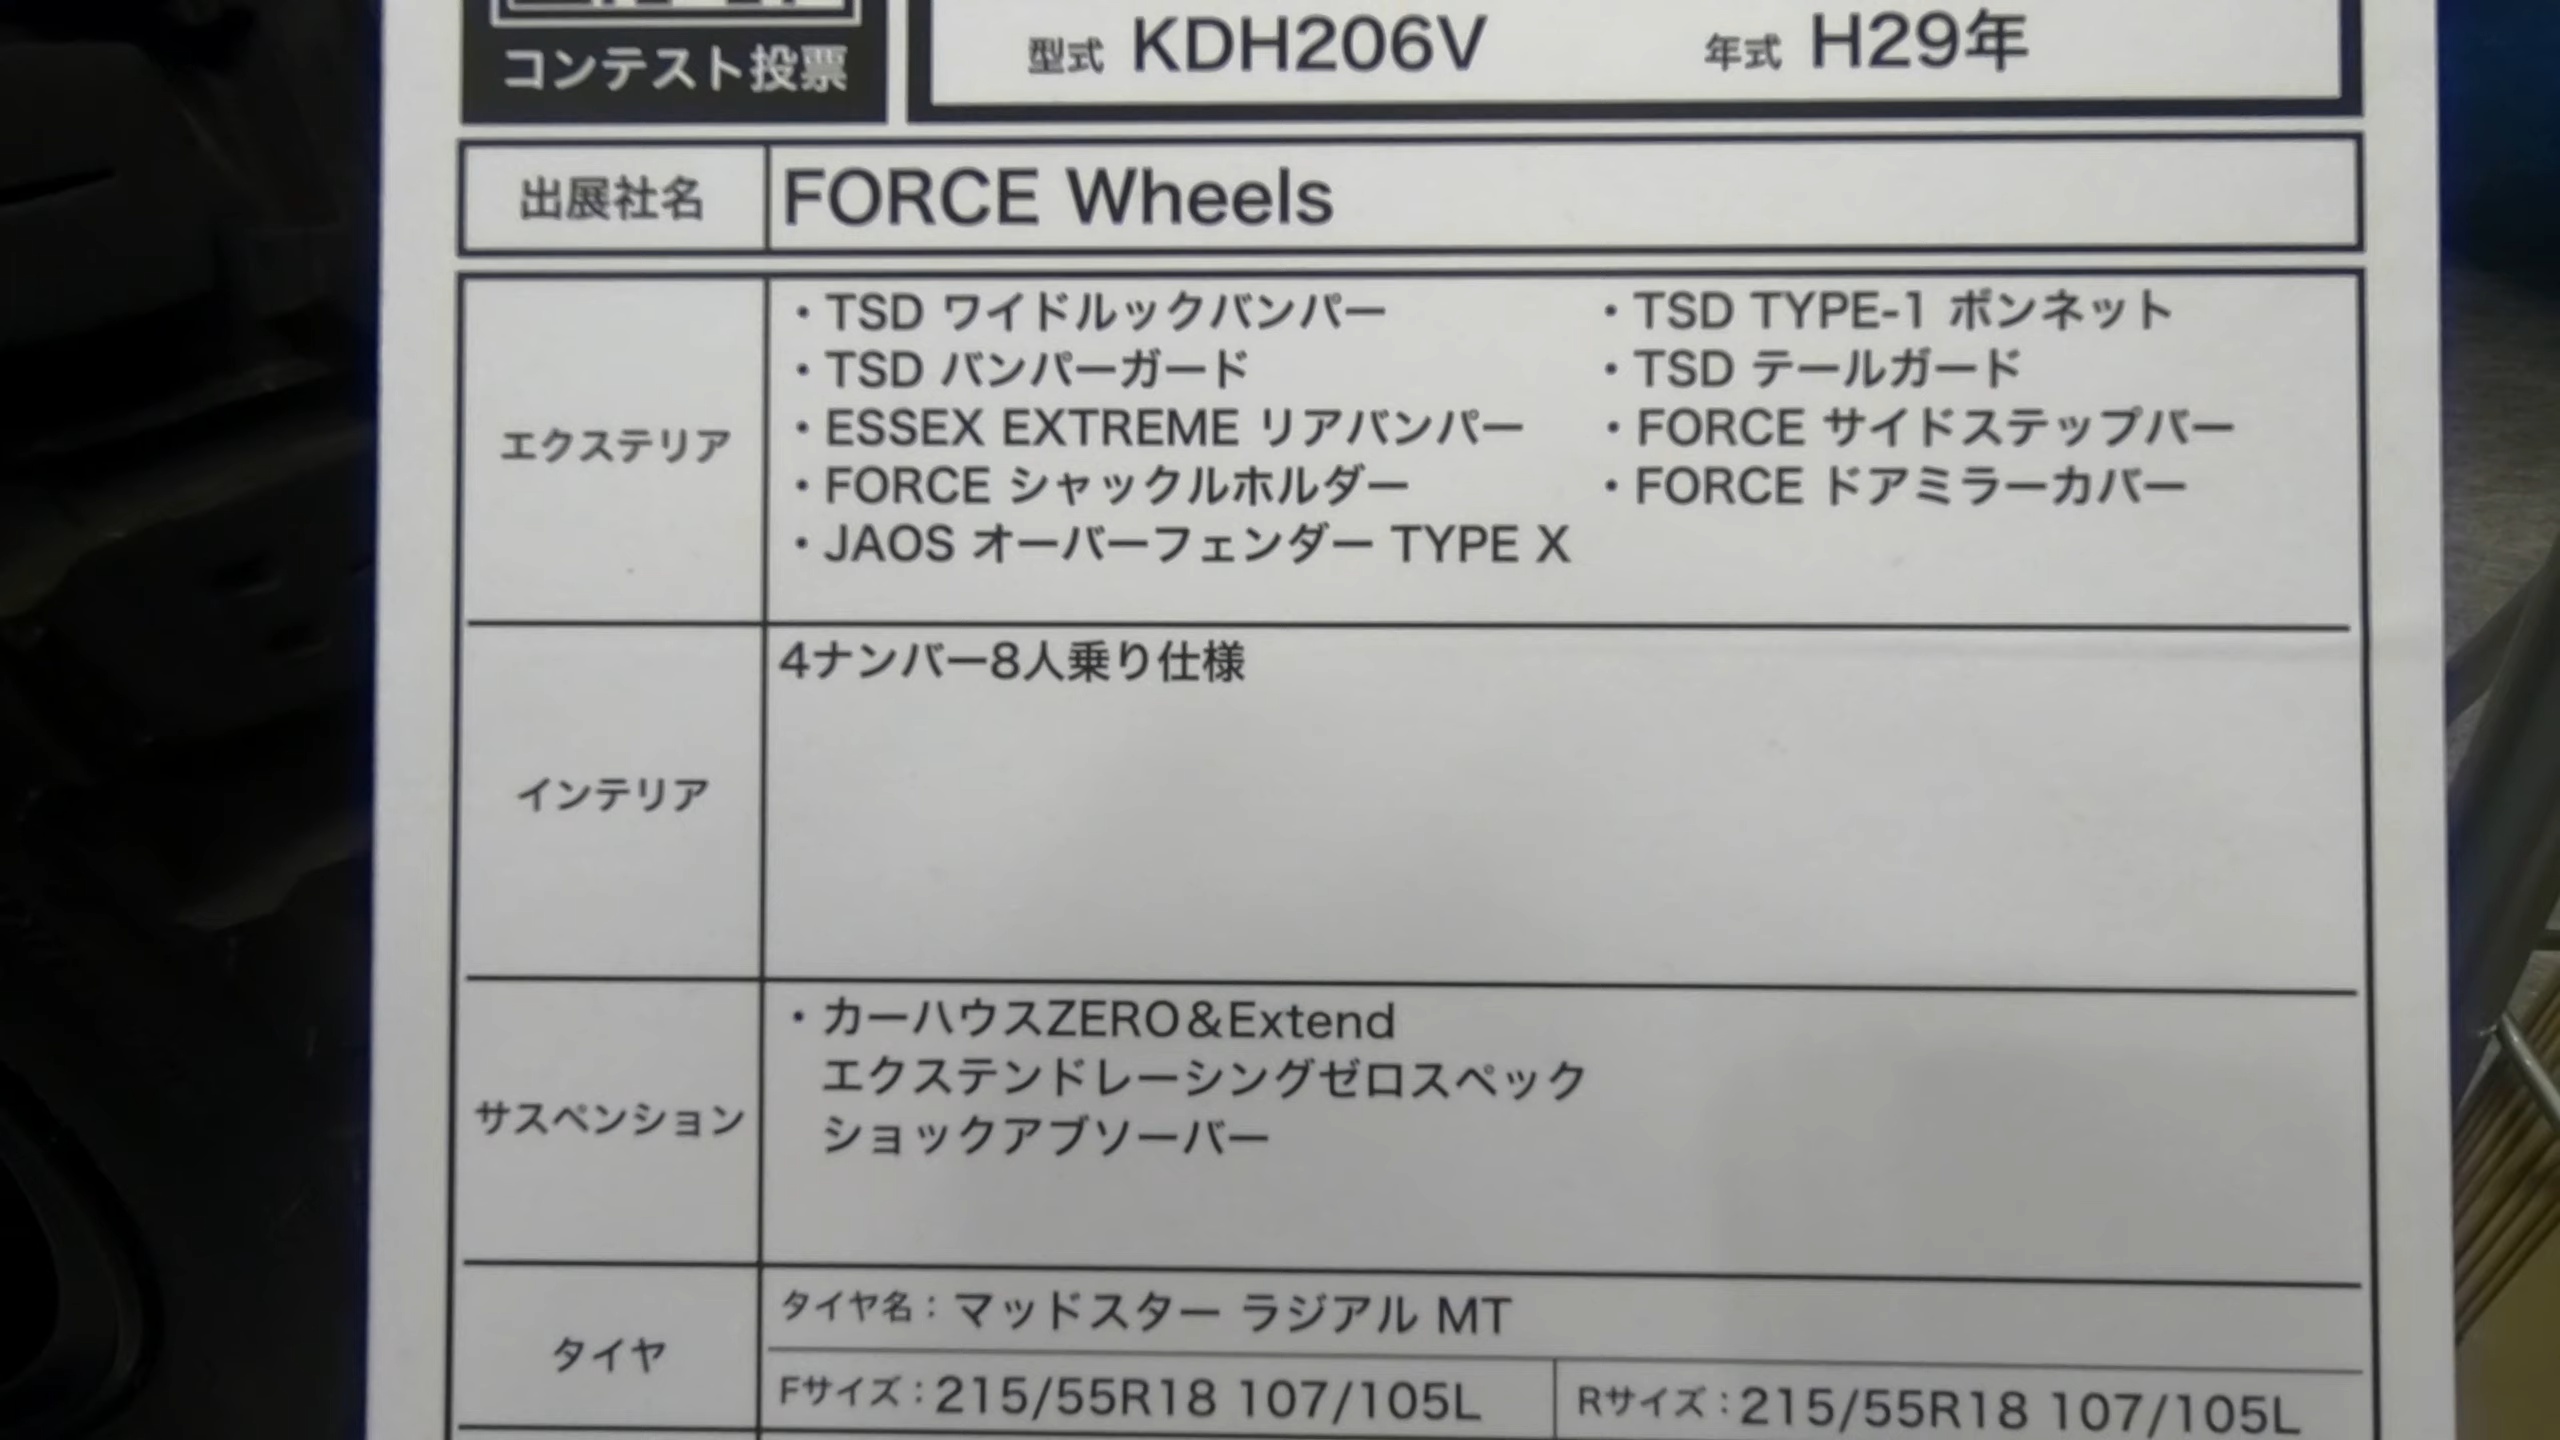 コンテスト投票
型式 KDH206V 年式 H29年
出展社名 FORCE Wheels
エクステリア
・TSD ワイドルックバンパー ・TSD TYPE-1 ボンネット
・TSD バンパーガード ・TSD テールガード
・ESSEX EXTREME リアバンパー ・FORCE サイドステップバー
・FORCE シャックルホルダー ・FORCE ドアミラーカバー
・JAOS オーバーフェンダー TYPE X
インテリア
4ナンバー8人乗り仕様
サスペンション
・カーハウスZERO＆Extend
エクステンドレーシングゼロスペック
ショックアブソーバー
タイヤ
タイヤ名：マッドスター ラジアル MT
Fサイズ：215/55R18 107/105L Rサイズ：215/55R18 107/105L